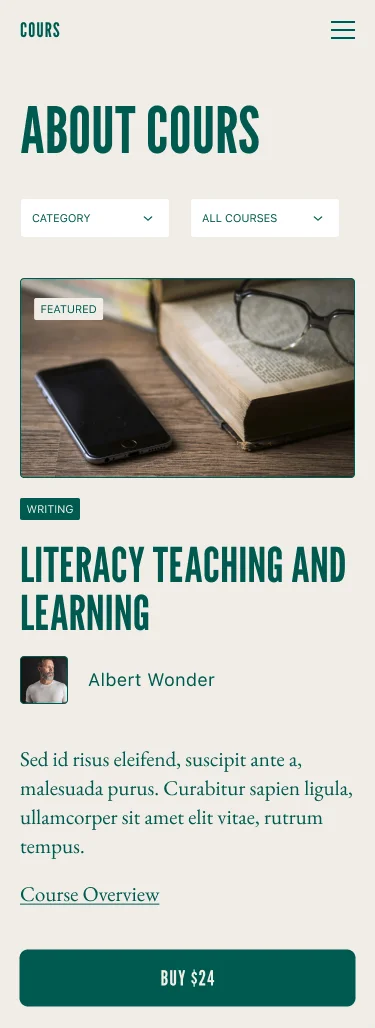 COURS
ABOUT COURS
CATEGORY
ALL COURSES
FEATURED
WRITING
LITERACY TEACHING AND
LEARNING
Albert Wonder
Sed id risus eleifend, suscipit ante a,
malesuada purus. Curabitur sapien ligula,
ullamcorper sit amet elit vitae, rutrum
tempus.
Course Overview
BUY $24